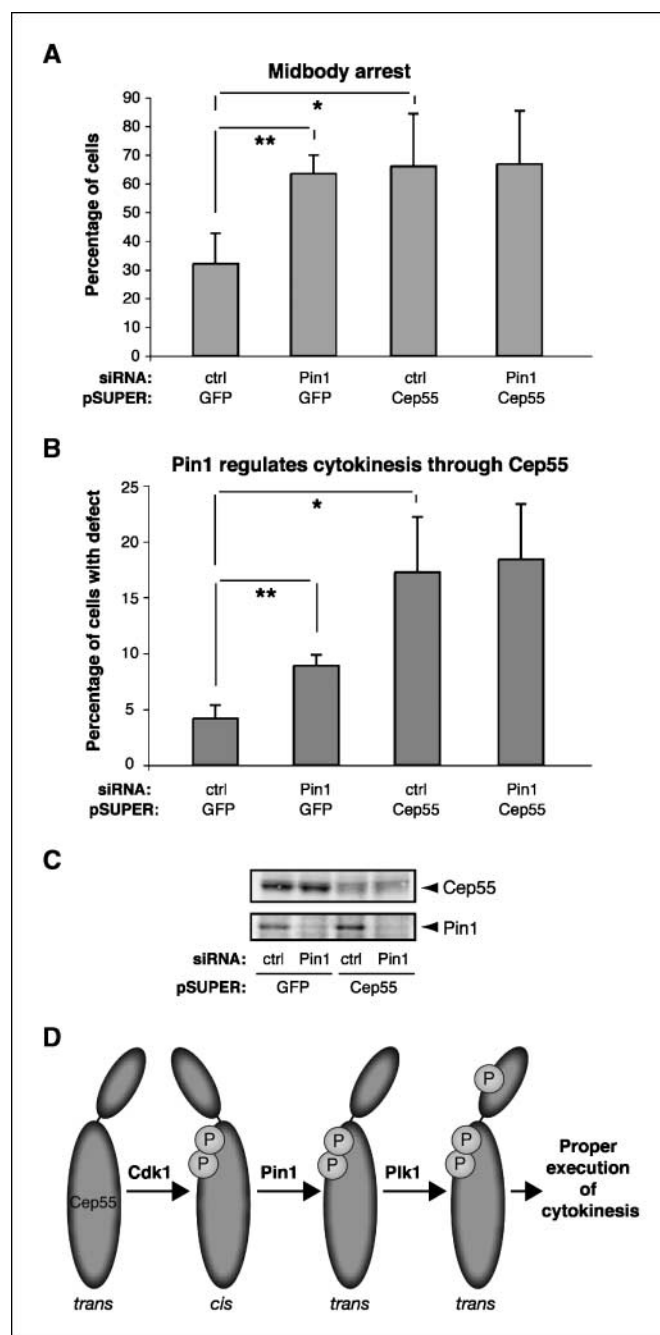 A
Midbody arrest
Percentage of cells
90
80
70
60
50
40
30
20
10
0
*
**
siRNA: ctrl Pin1 ctrl Pin1
pSUPER: GFP GFP Cep55 Cep55
B
Pin1 regulates cytokinesis through Cep55
Percentage of cells with defect
25
20
15
10
5
0
*
**
siRNA: ctrl Pin1 ctrl Pin1
pSUPER: GFP GFP Cep55 Cep55
C
Cep55
Pin1
siRNA: ctrl Pin1 ctrl Pin1
pSUPER: GFP Cep55
D
P P P P
P P P
Cdk1 Pin1 Plk1
Cep55
Proper
execution
of
cytokinesis
trans cis trans trans